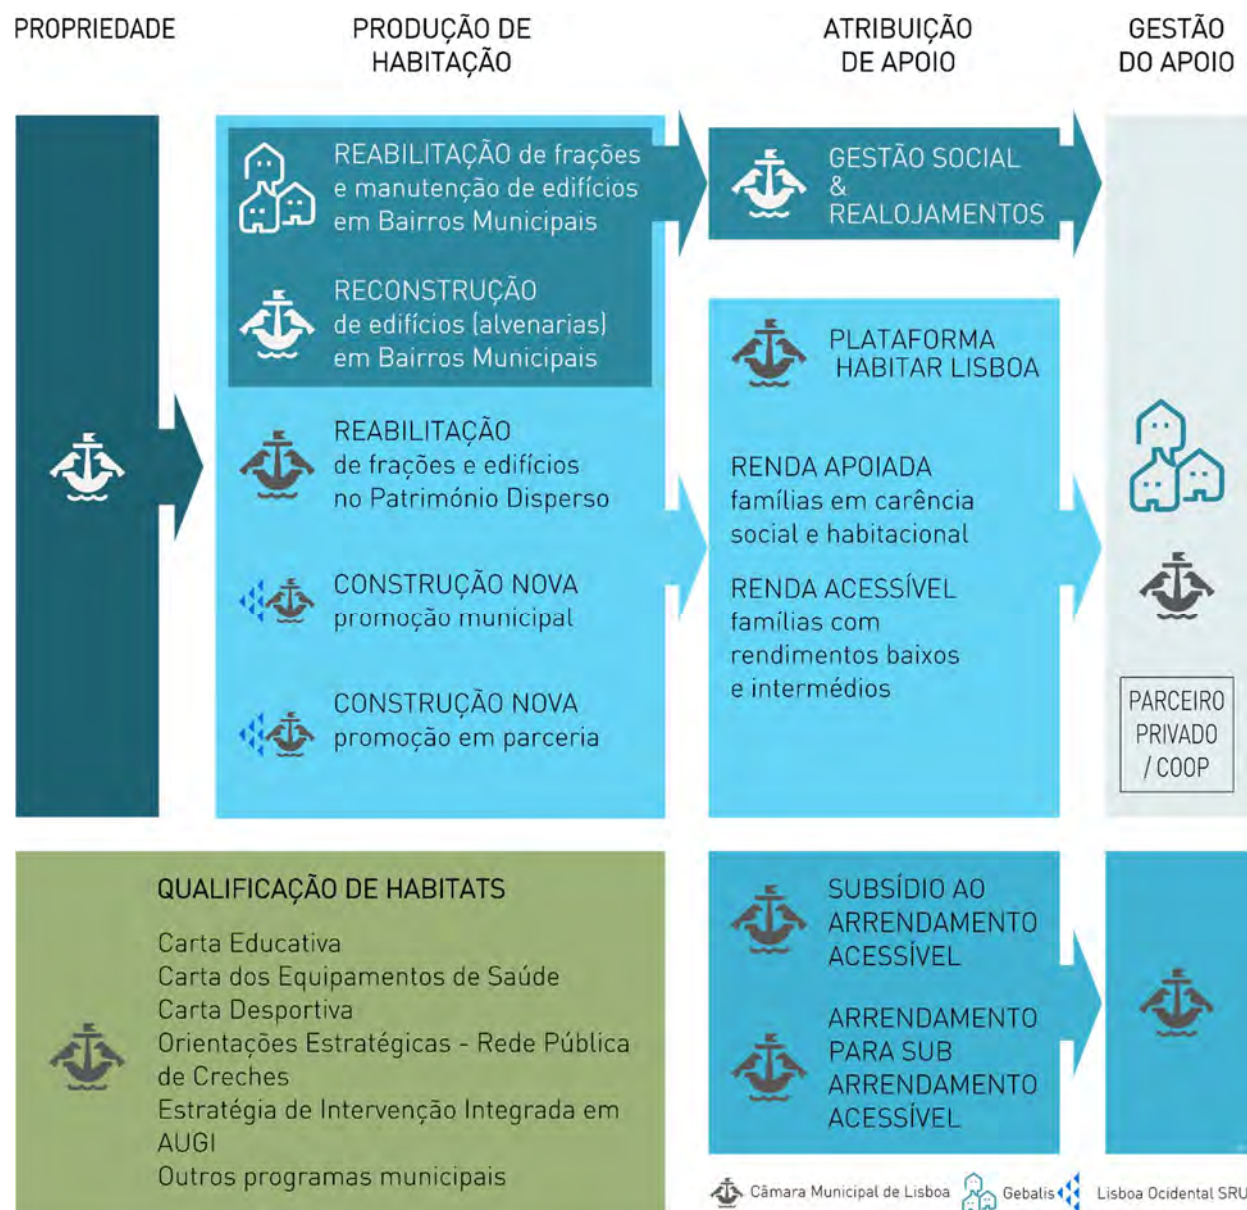 PROPRIEDADE
PRODUÇÃO DE
HABITAÇÃO
ATRIBUIÇÃO
DE APOIO
GESTÃO
DO APOIO
REABILITAÇÃO de frações
e manutenção de edifícios
em Bairros Municipais
RECONSTRUÇÃO
de edifícios (alvenarias)
em Bairros Municipais
REABILITAÇÃO
de frações e edifícios
no Património Disperso
CONSTRUÇÃO NOVA
promoção municipal
CONSTRUÇÃO NOVA
promoção em parceria
GESTÃO SOCIAL
&
REALOJAMENTOS
PLATAFORMA
HABITAR LISBOA
RENDA APOIADA
famílias em carência
social e habitacional
RENDA ACESSÍVEL
famílias com
rendimentos baixos
e intermédios
PARCEIRO
PRIVADO
/ COOP
QUALIFICAÇÃO DE HABITATS
Carta Educativa
Carta dos Equipamentos de Saúde
Carta Desportiva
Orientações Estratégicas - Rede Pública
de Creches
Estratégia de Intervenção Integrada em
AUGI
Outros programas municipais
SUBSÍDIO AO
ARRENDAMENTO
ACESSÍVEL
ARRENDAMENTO
PARA SUB
ARRENDAMENTO
ACESSÍVEL
Câmara Municipal de Lisboa
Gebalis
Lisboa Ocidental SRU